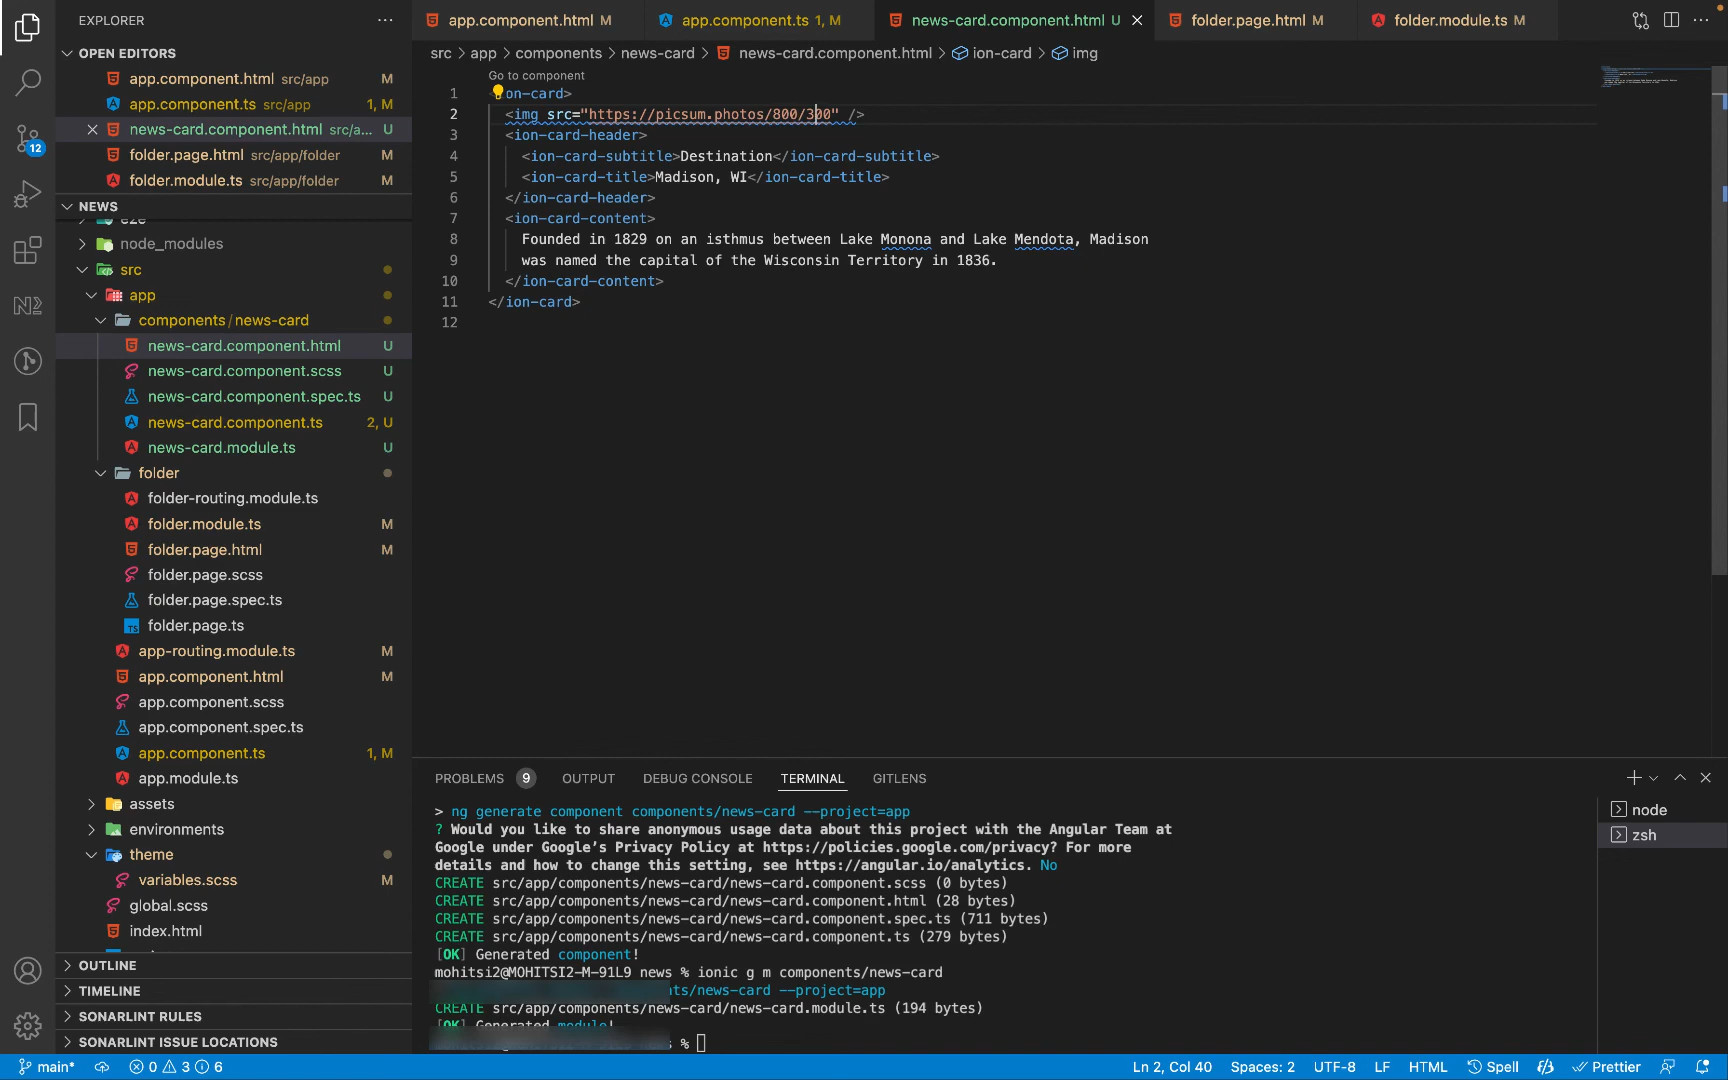 EXPLORER
OPEN EDITORS
app.component.html src/app M
app.component.ts src/app 1, M
news-card.component.html src/a... U
folder.page.html src/app/folder M
folder.module.ts src/app/folder M
NEWS
e2e
node_modules
src
app
components/news-card
news-card.component.html U
news-card.component.scss U
news-card.component.spec.ts U
news-card.component.ts 2, U
news-card.module.ts U
folder
folder-routing.module.ts
folder.module.ts M
folder.page.html M
folder.page.scss
folder.page.spec.ts
TS folder.page.ts
app-routing.module.ts M
app.component.html M
app.component.scss
app.component.spec.ts
app.component.ts 1, M
app.module.ts
assets
environments
theme
variables.scss M
global.scss
index.html
OUTLINE
TIMELINE
SONARLINT RULES
SONARLINT ISSUE LOCATIONS
12
app.component.html M app.component.ts 1, M news-card.component.html U folder.page.html M folder.module.ts M
src > app > components > news-card > news-card.component.html > ion-card > img
Go to component
1 on-card>
2 <img src="https://picsum.photos/800/300" />
3 <ion-card-header>
4 <ion-card-subtitle>Destination</ion-card-subtitle>
5 <ion-card-title>Madison, WI</ion-card-title>
6 </ion-card-header>
7 <ion-card-content>
8 Founded in 1829 on an isthmus between Lake Monona and Lake Mendota, Madison
9 was named the capital of the Wisconsin Territory in 1836.
10 </ion-card-content>
11 </ion-card>
12
PROBLEMS 9 OUTPUT DEBUG CONSOLE TERMINAL GITLENS
> ng generate component components/news-card --project=app
? Would you like to share anonymous usage data about this project with the Angular Team at
Google under Google's Privacy Policy at https://policies.google.com/privacy? For more
details and how to change this setting, see https://angular.io/analytics. No
CREATE src/app/components/news-card/news-card.component.scss (0 bytes)
CREATE src/app/components/news-card/news-card.component.html (28 bytes)
CREATE src/app/components/news-card/news-card.component.spec.ts (711 bytes)
CREATE src/app/components/news-card/news-card.component.ts (279 bytes)
[OK] Generated component!
mohitsi2@MOHITSI2-M-91L9 news % ionic g m components/news-card
ts/news-card --project=app
CREATE src/app/components/news-card/news-card.module.ts (194 bytes)
[OK] Generated module!
%
node
zsh
main* 0 3 6 Ln 2, Col 40 Spaces: 2 UTF-8 LF HTML Spell Prettier